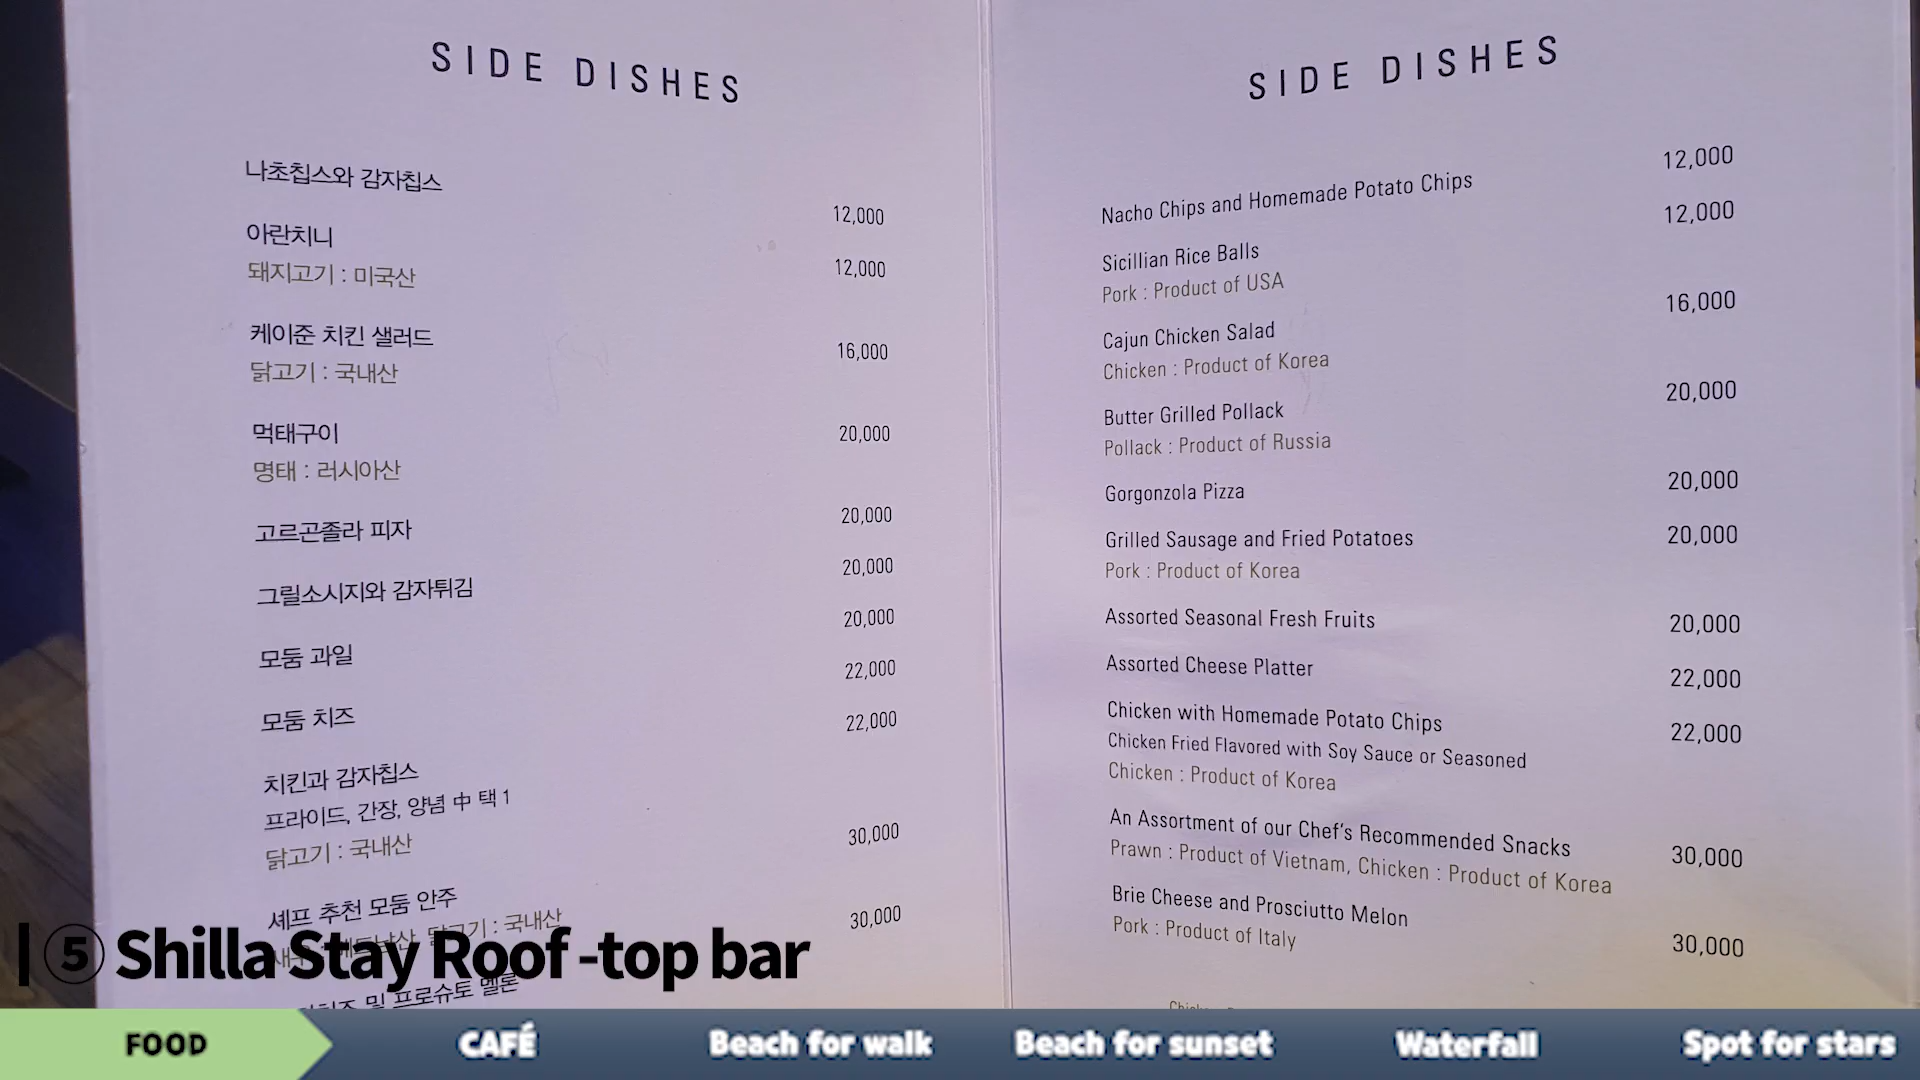 SIDE DISHES
나초칩스와 감자칩스
12,000
아란치니
12,000
돼지고기 : 미국산
케이준 치킨 샐러드
16,000
닭고기 : 국내산
먹태구이
20,000
명태 : 러시아산
고르곤졸라 피자
20,000
그릴소시지와 감자튀김
20,000
모둠 과일
20,000
모둠 치즈
22,000
치킨과 감자칩스
22,000
프라이드, 간장, 양념 中 택 1
닭고기 : 국내산
셰프 추천 모둠 안주
30,000
닭고기 : 국내산
및 프로슈토 멜론
30,000
SIDE DISHES
Nacho Chips and Homemade Potato Chips
12,000
Sicillian Rice Balls
12,000
Pork : Product of USA
Cajun Chicken Salad
16,000
Chicken : Product of Korea
Butter Grilled Pollack
20,000
Pollack : Product of Russia
Gorgonzola Pizza
20,000
Grilled Sausage and Fried Potatoes
20,000
Pork : Product of Korea
Assorted Seasonal Fresh Fruits
20,000
Assorted Cheese Platter
22,000
Chicken with Homemade Potato Chips
22,000
Chicken Fried Flavored with Soy Sauce or Seasoned
Chicken : Product of Korea
An Assortment of our Chef's Recommended Snacks
30,000
Prawn : Product of Vietnam, Chicken : Product of Korea
Brie Cheese and Prosciutto Melon
30,000
Pork : Product of Italy
⑤ Shilla Stay Roof -top bar
FOOD
CAFÉ
Beach for walk
Beach for sunset
Waterfall
Spot for stars